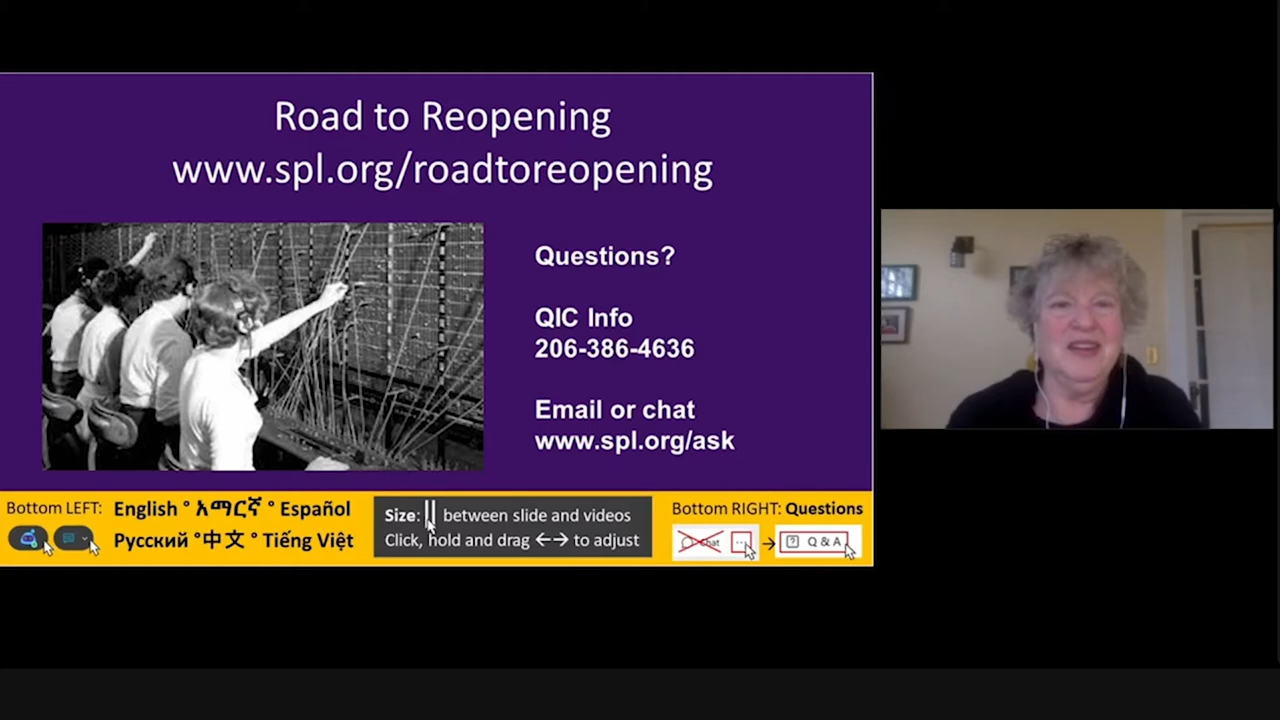 Road to Reopening
www.spl.org/roadtoreopening
Questions?
QIC Info
206-386-4636
Email or chat
www.spl.org/ask
Bottom LEFT: English ° አማርኛ ° Español
Русский °中文 ° Tiếng Việt
Size: between slide and videos
Click, hold and drag ←→ to adjust
Bottom RIGHT: Questions
Chat ... → ? Q & A